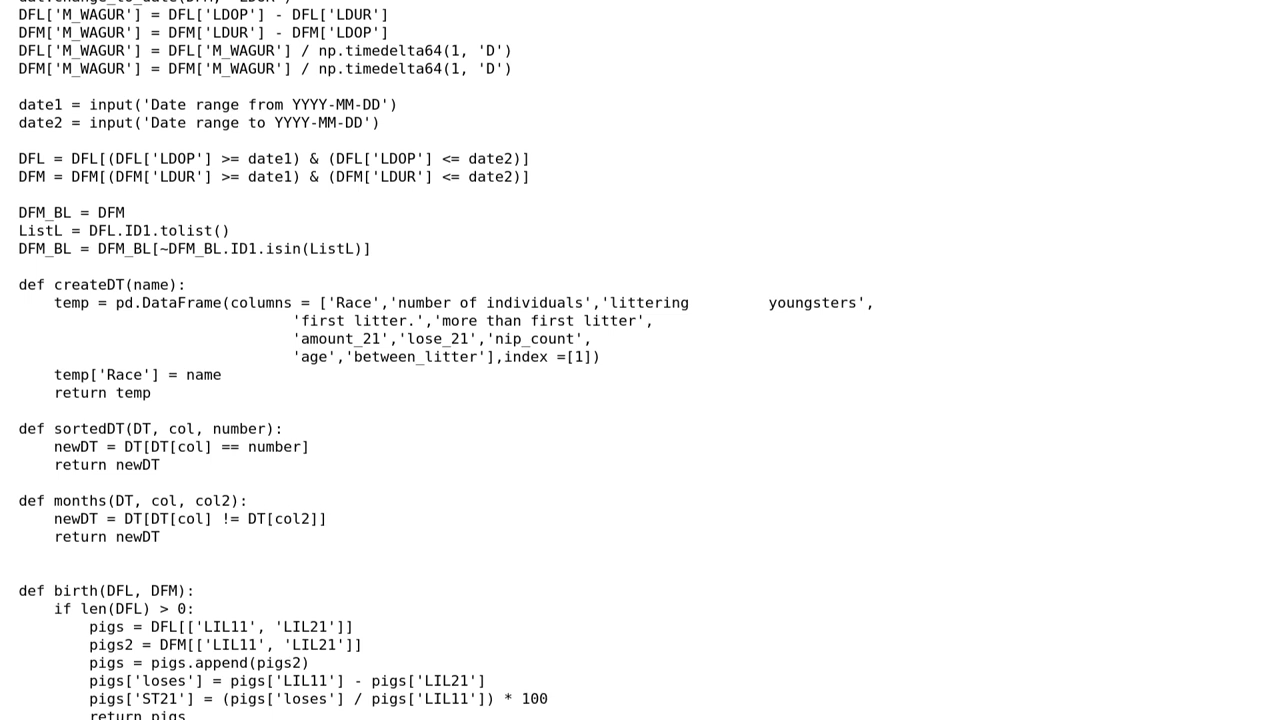 dat.change_to_date(DFM, 'LDUR')
DFL['M_WAGUR'] = DFL['LDOP'] - DFL['LDUR']
DFM['M_WAGUR'] = DFM['LDUR'] - DFM['LDOP']
DFL['M_WAGUR'] = DFL['M_WAGUR'] / np.timedelta64(1, 'D')
DFM['M_WAGUR'] = DFM['M_WAGUR'] / np.timedelta64(1, 'D')
date1 = input('Date range from YYYY-MM-DD')
date2 = input('Date range to YYYY-MM-DD')
DFL = DFL[(DFL['LDOP'] >= date1) & (DFL['LDOP'] <= date2)]
DFM = DFM[(DFM['LDUR'] >= date1) & (DFM['LDUR'] <= date2)]
DFM_BL = DFM
ListL = DFL.ID1.tolist()
DFM_BL = DFM_BL[~DFM_BL.ID1.isin(ListL)]
def createDT(name):
    temp = pd.DataFrame(columns = ['Race','number of individuals','littering         youngsters',
                               'first litter.','more than first litter',
                               'amount_21','lose_21','nip_count',
                               'age','between_litter'],index =[1])
    temp['Race'] = name
    return temp
def sortedDT(DT, col, number):
    newDT = DT[DT[col] == number]
    return newDT
def months(DT, col, col2):
    newDT = DT[DT[col] != DT[col2]]
    return newDT
def birth(DFL, DFM):
    if len(DFL) > 0:
        pigs = DFL[['LIL11', 'LIL21']]
        pigs2 = DFM[['LIL11', 'LIL21']]
        pigs = pigs.append(pigs2)
        pigs['loses'] = pigs['LIL11'] - pigs['LIL21']
        pigs['ST21'] = (pigs['loses'] / pigs['LIL11']) * 100
        return pigs